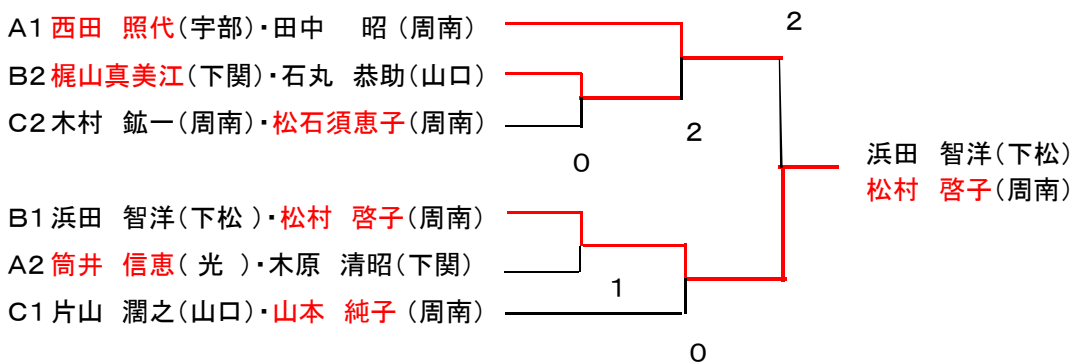 A1 西田 照代(宇部)・田中 昭(周南)
B2 梶山真美江(下関)・石丸 恭助(山口)
C2 木村 鉱一(周南)・松石須恵子(周南)
B1 浜田 智洋(下松)・松村 啓子(周南)
A2 筒井 信恵( 光 )・木原 清昭(下関)
C1 片山 濶之(山口)・山本 純子(周南)
2
2
0
1
0
浜田 智洋(下松)
松村 啓子(周南)